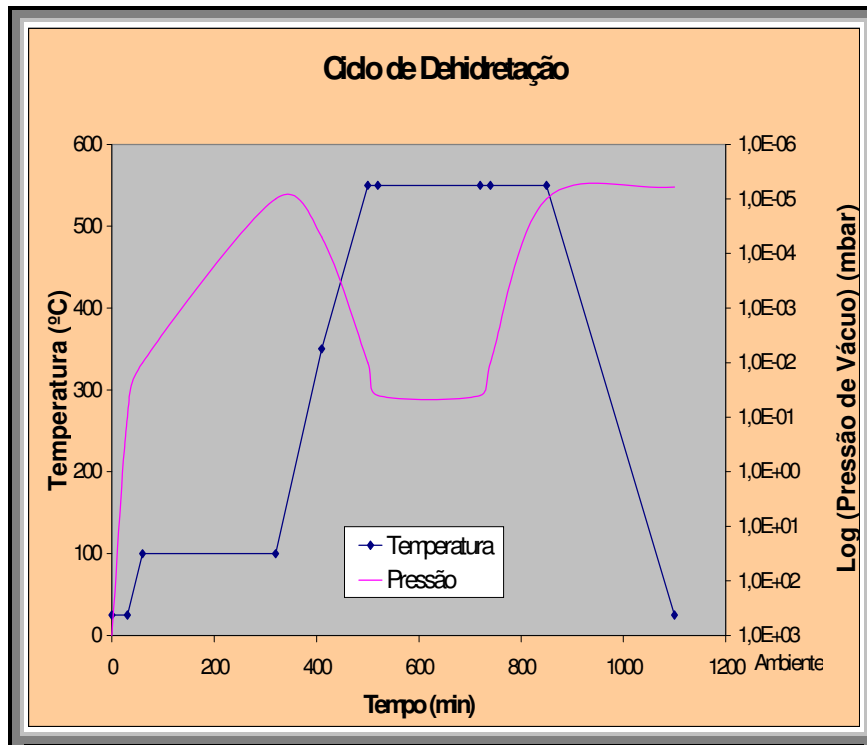 Ciclo de Dehidretação
Temperatura (ºC)
600
500
400
300
200
100
0
0
200
400
600
800
1000
1200
Ambiente
Tempo (min)
Temperatura
Pressão
1,0E-06
1,0E-05
1,0E-04
1,0E-03
1,0E-02
1,0E-01
1,0E+00
1,0E+01
1,0E+02
1,0E+03
Log (Pressão de Vácuo) (mbar)